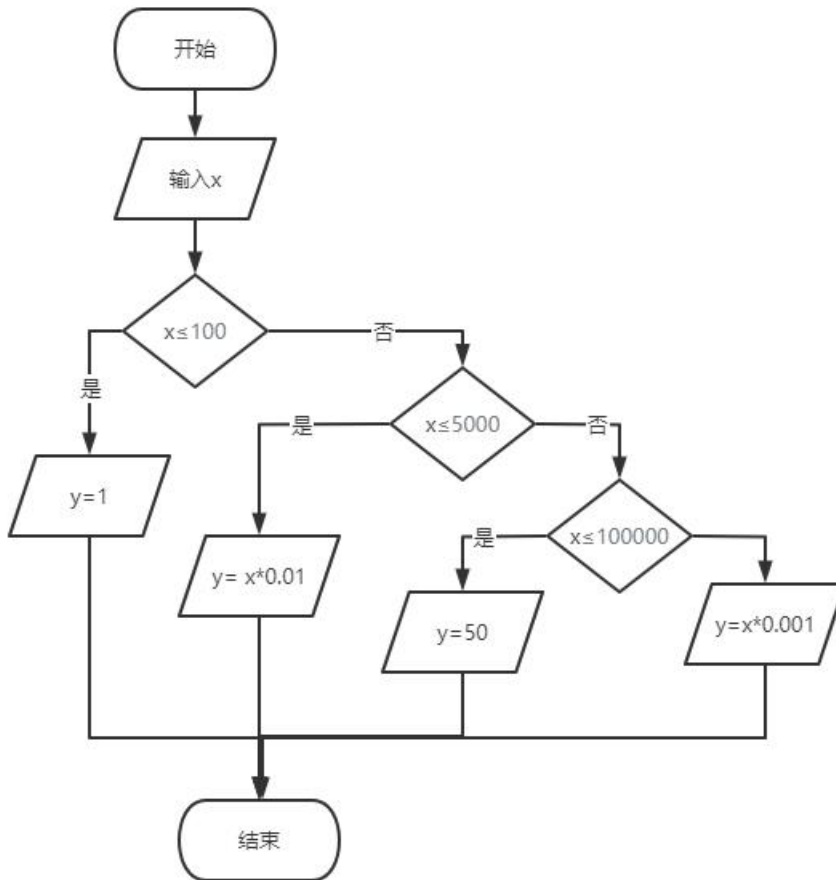 开始
输入x
x≤100
否
是
x≤5000
是
否
y=1
x≤100000
是
y= x*0.01
y=50
y=x*0.001
结束